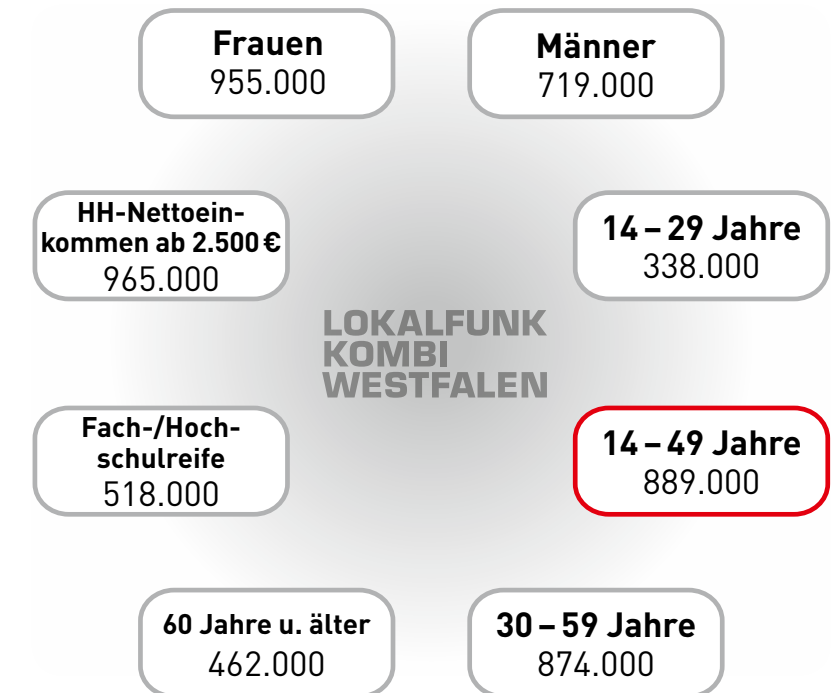 Frauen
955.000
Männer
719.000
HH-Nettoein-
kommen ab 2.500 €
965.000
14 – 29 Jahre
338.000
LOKALFUNK
KOMBI
WESTFALEN
Fach-/Hoch-
schulreife
518.000
14 – 49 Jahre
889.000
60 Jahre u. älter
462.000
30 – 59 Jahre
874.000